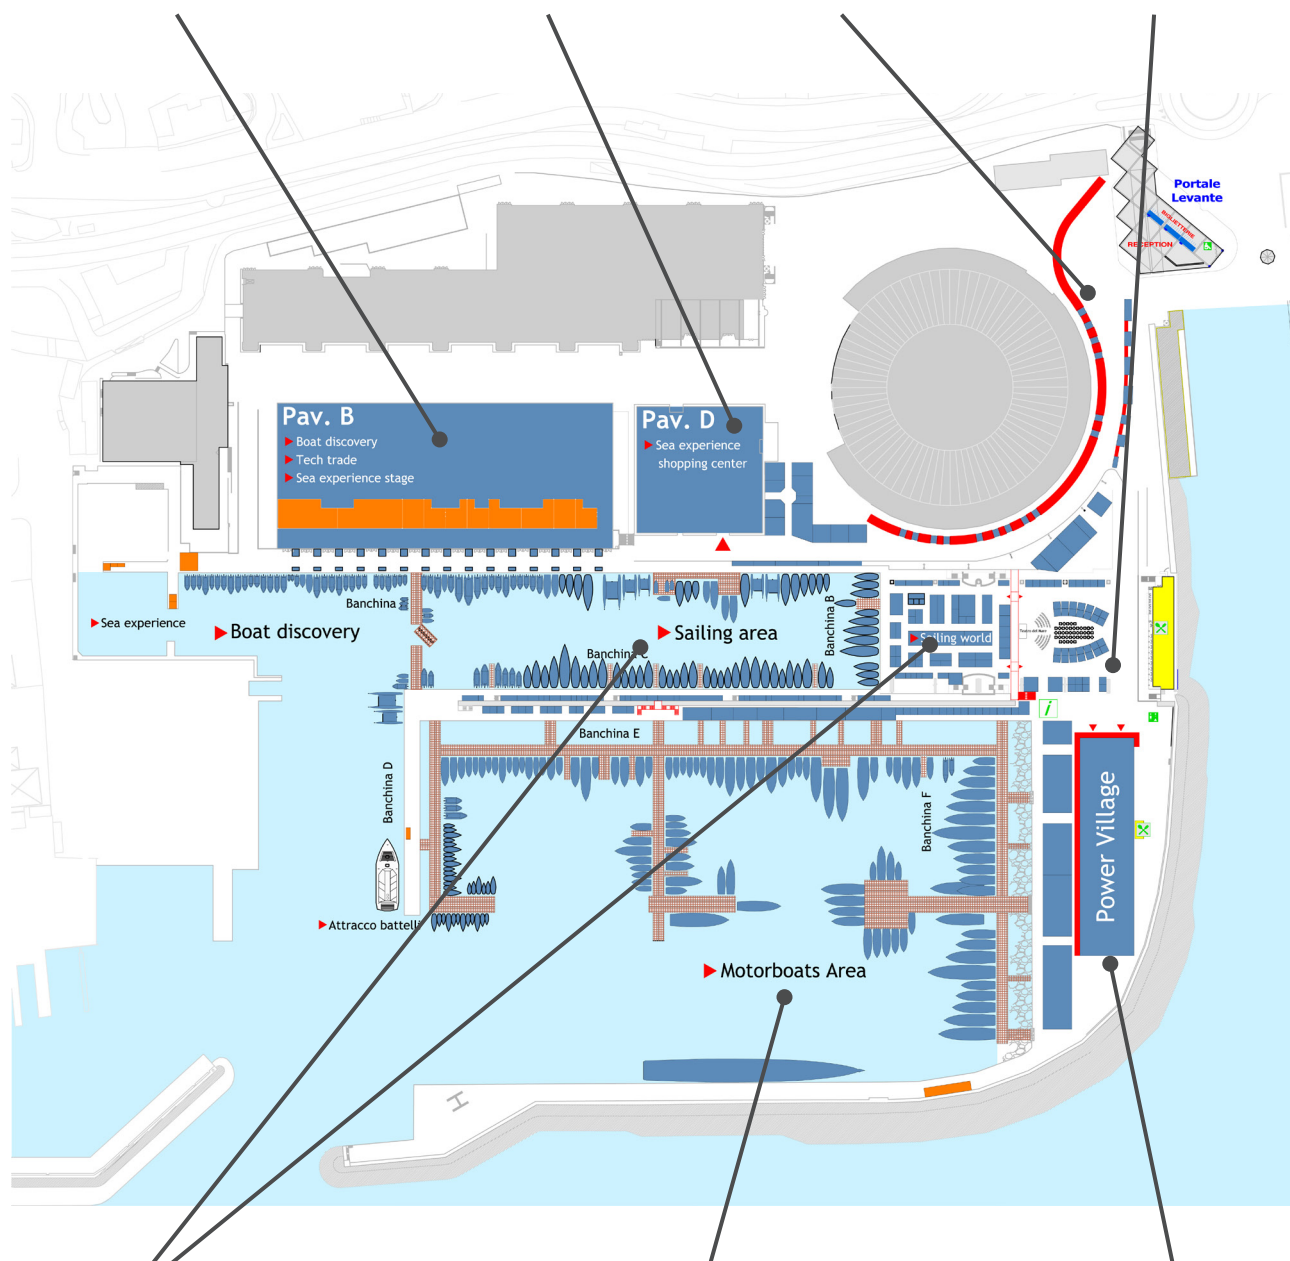 Portale
Levante
BIGLIETTERIE
RECEPTION
Pav. B
Boat discovery
Tech trade
Sea experience stage
Pav. D
Sea experience
shopping center
Banchina
Sea experience
Boat discovery
Sailing area
Banchina B
Sailing world
Banchina C
i
Banchina E
Banchina D
Banchina F
Power Village
Attracco battelli
Motorboats Area
H